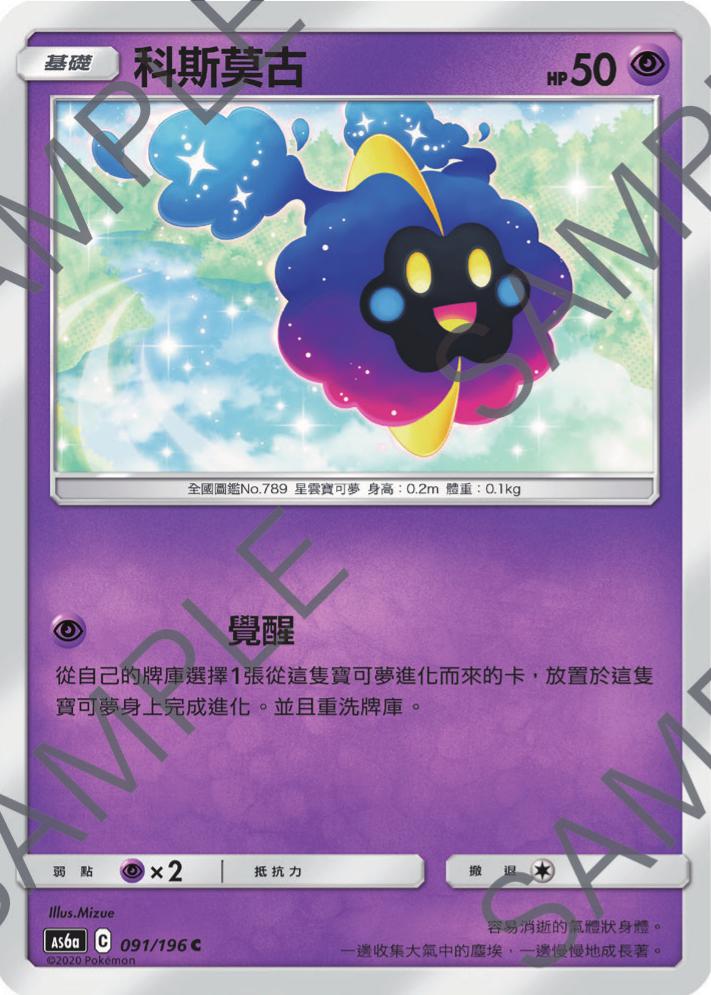 基礎
科斯莫古
HP 50
全國圖鑑No.789 星雲寶可夢 身高：0.2m 體重：0.1kg
覺醒
從自己的牌庫選擇1張從這隻寶可夢進化而來的卡，放置於這隻
寶可夢身上完成進化。並且重洗牌庫。
弱點 ×2 抵抗力 撤退
Illus.Mizue
容易消逝的氣體狀身體。
AS6a C 091/196 C
一邊收集大氣中的塵埃，一邊慢慢地成長著。
©2020 Pokémon
SAMPLE
SAMPLE
SAMPLE
SAMPLE
SAMPLE